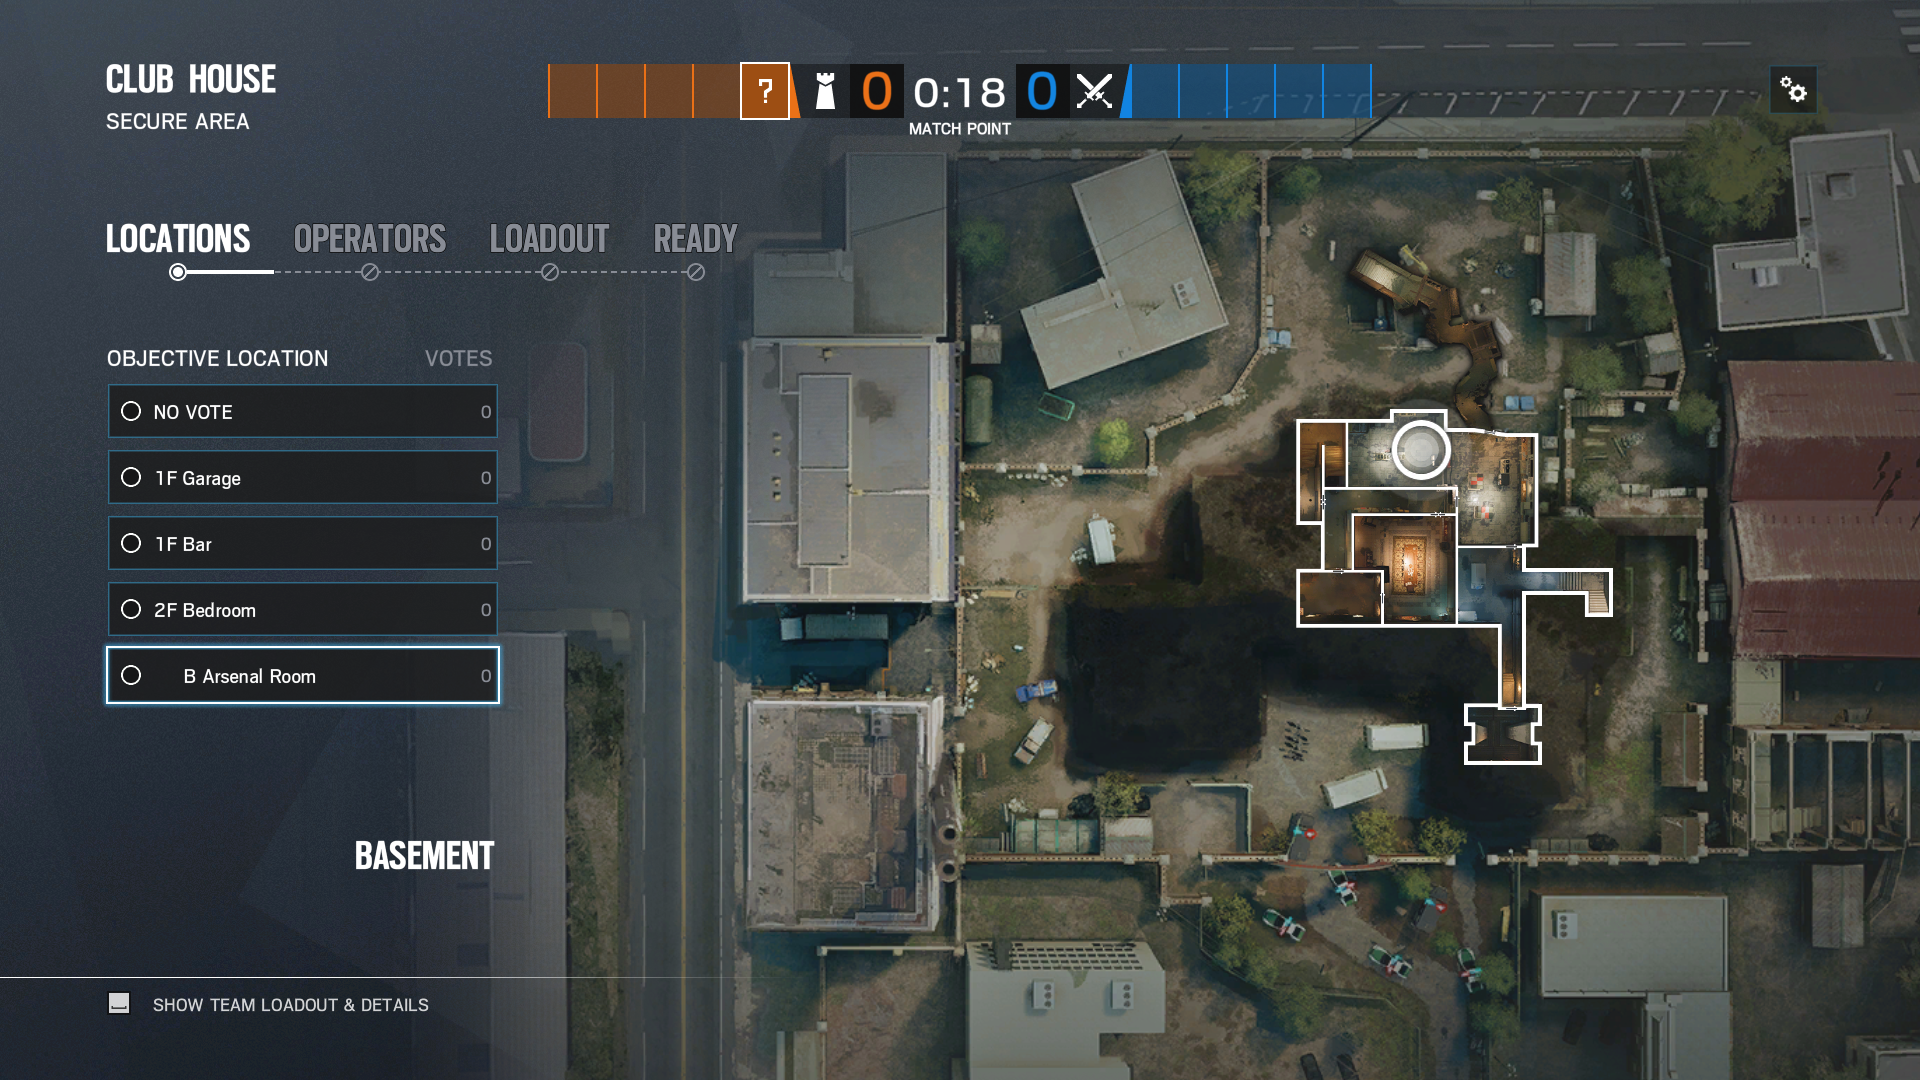 CLUB HOUSE
SECURE AREA
?
0
0:18
0
MATCH POINT
LOCATIONS
OPERATORS
LOADOUT
READY
OBJECTIVE LOCATION
VOTES
NO VOTE
0
1F Garage
0
1F Bar
0
2F Bedroom
0
B Arsenal Room
0
BASEMENT
SHOW TEAM LOADOUT & DETAILS